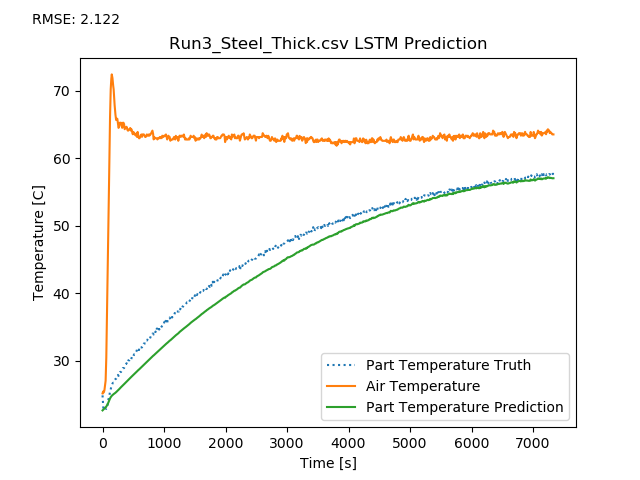 RMSE: 2.122
Run3_Steel_Thick.csv LSTM Prediction
Temperature [C]
70
60
50
40
30
Part Temperature Truth
Air Temperature
Part Temperature Prediction
0 1000 2000 3000 4000 5000 6000 7000
Time [s]